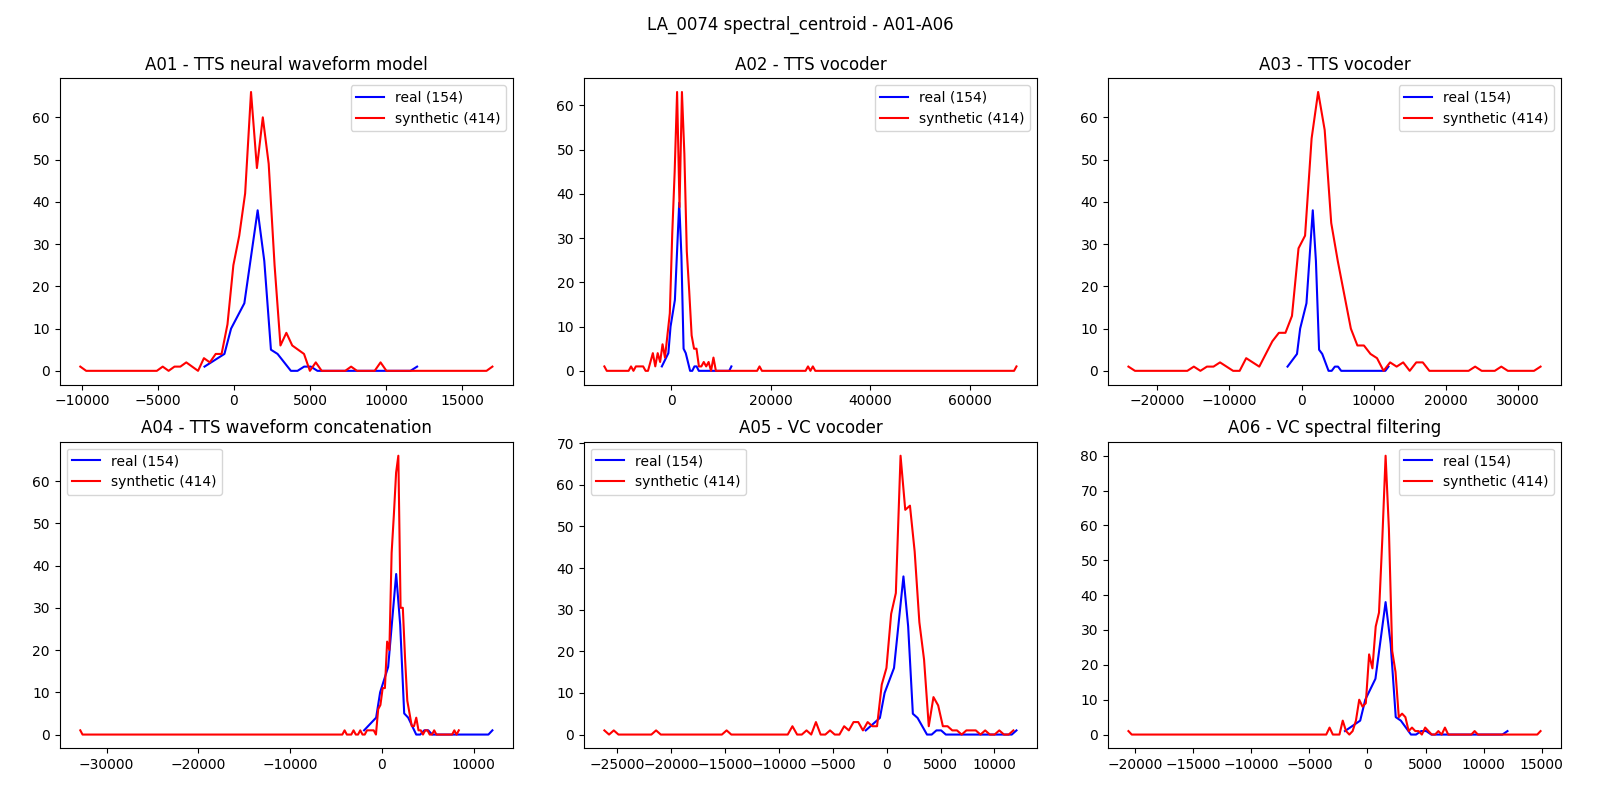 LA_0074 spectral_centroid - A01-A06
A01 - TTS neural waveform model
real (154)
synthetic (414)
60
50
40
30
20
10
0
−10000 −5000 0 5000 10000 15000
A02 - TTS vocoder
real (154)
synthetic (414)
60
50
40
30
20
10
0
0 20000 40000 60000
A03 - TTS vocoder
real (154)
synthetic (414)
60
50
40
30
20
10
0
−20000 −10000 0 10000 20000 30000
A04 - TTS waveform concatenation
real (154)
synthetic (414)
60
50
40
30
20
10
0
−30000 −20000 −10000 0 10000
A05 - VC vocoder
real (154)
synthetic (414)
70
60
50
40
30
20
10
0
−25000 −20000 −15000 −10000 −5000 0 5000 10000
A06 - VC spectral filtering
real (154)
synthetic (414)
80
70
60
50
40
30
20
10
0
−20000 −15000 −10000 −5000 0 5000 10000 15000